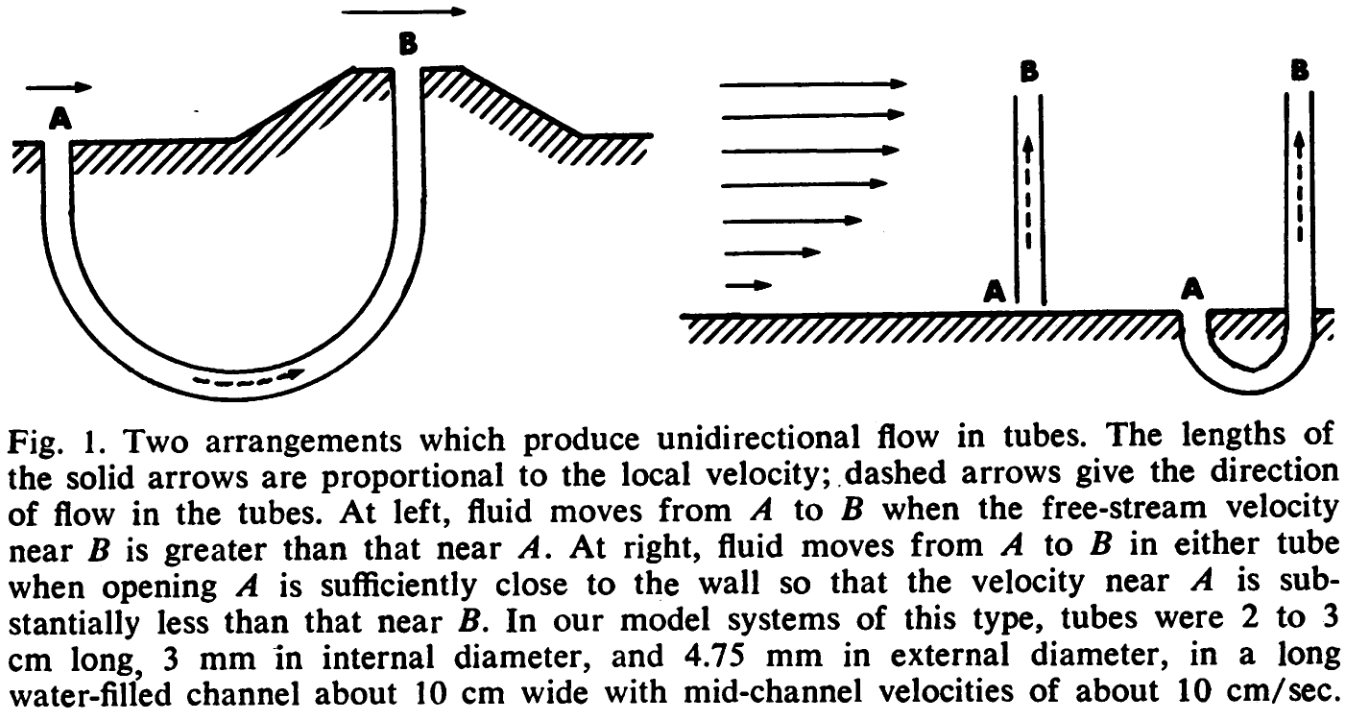 B
A
B
B
A
A
Fig. 1. Two arrangements which produce unidirectional flow in tubes. The lengths of
the solid arrows are proportional to the local velocity; dashed arrows give the direction
of flow in the tubes. At left, fluid moves from A to B when the free-stream velocity
near B is greater than that near A. At right, fluid moves from A to B in either tube
when opening A is sufficiently close to the wall so that the velocity near A is sub-
stantially less than that near B. In our model systems of this type, tubes were 2 to 3
cm long, 3 mm in internal diameter, and 4.75 mm in external diameter, in a long
water-filled channel about 10 cm wide with mid-channel velocities of about 10 cm/sec.